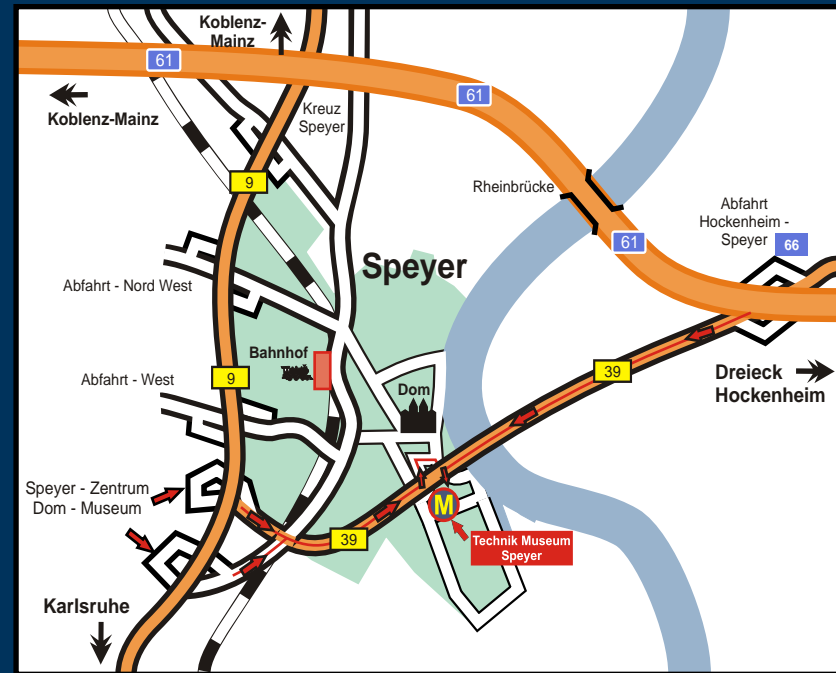 Koblenz-
Mainz
61
61
Koblenz-Mainz
Kreuz
Speyer
9
Rheinbrücke
Abfahrt
Hockenheim -
Speyer
66
61
Speyer
Abfahrt - Nord West
Bahnhof
Abfahrt - West
9
Dom
39
Dreieck
Hockenheim
Speyer - Zentrum
Dom - Museum
M
39
Technik Museum
Speyer
Karlsruhe